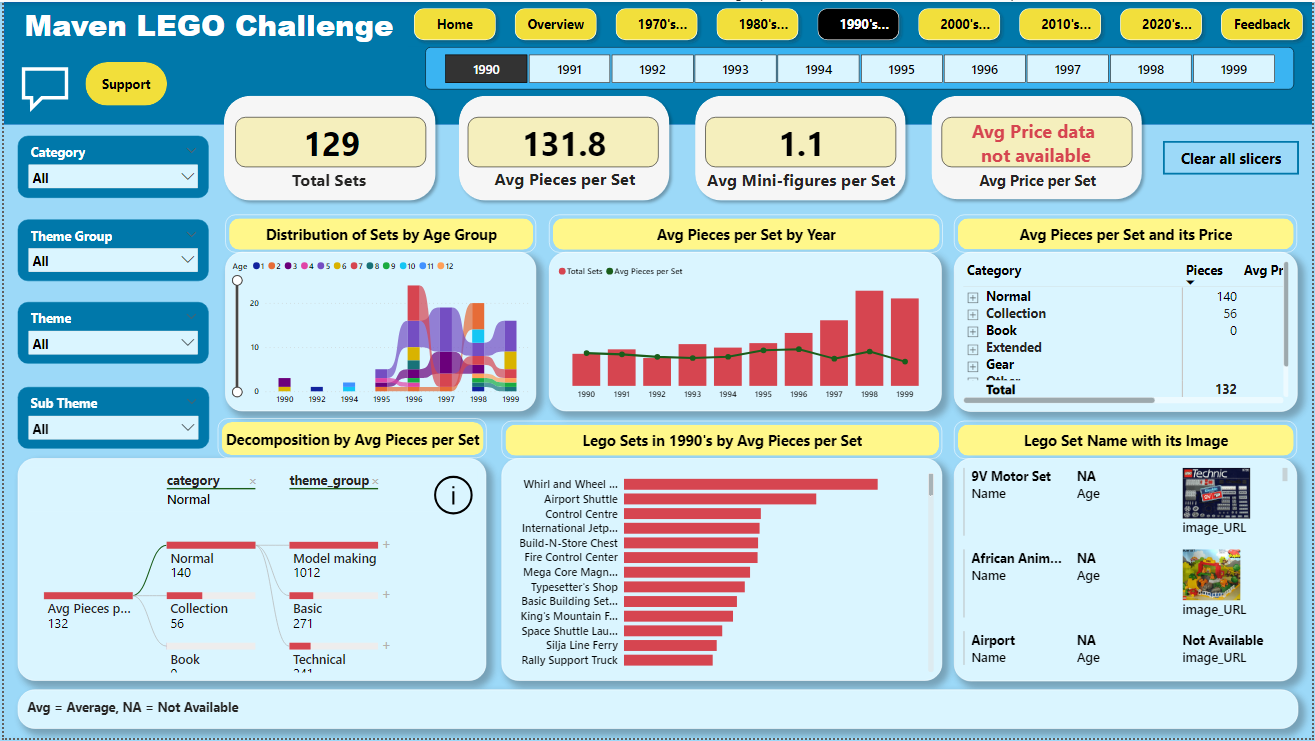 Maven LEGO Challenge
Home
Overview
1970's...
1980's...
1990's...
2000's...
2010's...
2020's...
Feedback
1990
1991
1992
1993
1994
1995
1996
1997
1998
1999
Support
129
Total Sets
131.8
Avg Pieces per Set
1.1
Avg Mini-figures per Set
Avg Price data
not available
Avg Price per Set
Clear all slicers
Category
All
Theme Group
All
Theme
All
Sub Theme
All
Distribution of Sets by Age Group
Age 1 2 3 4 5 6 7 8 9 10 11 12
20
10
0
1990 1992 1994 1995 1996 1997 1998 1999
Avg Pieces per Set by Year
Total Sets Avg Pieces per Set
1990 1991 1992 1993 1994 1995 1996 1997 1998 1999
Avg Pieces per Set and its Price
Category Pieces Avg Pr
Normal 140
Collection 56
Book 0
Extended
Gear
Total 132
Decomposition by Avg Pieces per Set
category ×
Normal
theme_group ×
Avg Pieces p...
132
Normal
140
Collection
56
Book
Model making
1012
Basic
271
Technical
241
Lego Sets in 1990's by Avg Pieces per Set
Whirl and Wheel ...
Airport Shuttle
Control Centre
International Jetp...
Build-N-Store Chest
Fire Control Center
Mega Core Magn...
Typesetter's Shop
Basic Building Set...
King's Mountain F...
Space Shuttle Lau...
Silja Line Ferry
Rally Support Truck
Lego Set Name with its Image
9V Motor Set NA
Name Age
Technic
image_URL
African Anim... NA
Name Age
image_URL
Airport NA Not Available
Name Age image_URL
Avg = Average, NA = Not Available